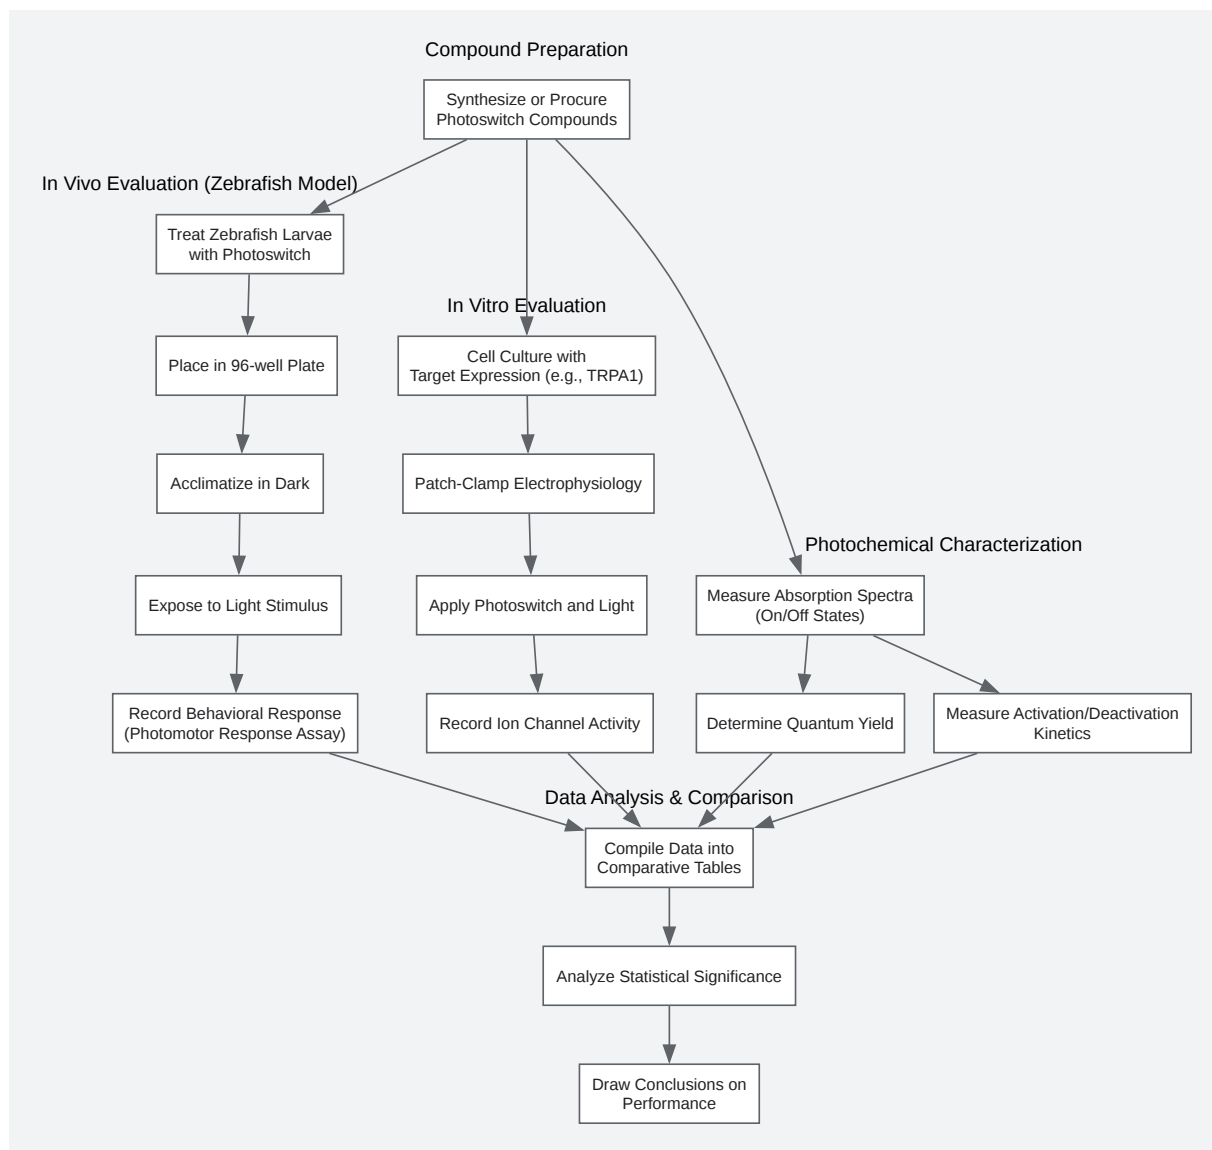 Compound Preparation
Synthesize or Procure
Photoswitch Compounds
In Vivo Evaluation (Zebrafish Model)
Treat Zebrafish Larvae
with Photoswitch
In Vitro Evaluation
Place in 96-well Plate
Cell Culture with
Target Expression (e.g., TRPA1)
Acclimatize in Dark
Patch-Clamp Electrophysiology
Photochemical Characterization
Expose to Light Stimulus
Apply Photoswitch and Light
Measure Absorption Spectra
(On/Off States)
Record Behavioral Response
(Photomotor Response Assay)
Record Ion Channel Activity
Determine Quantum Yield
Measure Activation/Deactivation
Kinetics
Data Analysis & Comparison
Compile Data into
Comparative Tables
Analyze Statistical Significance
Draw Conclusions on
Performance